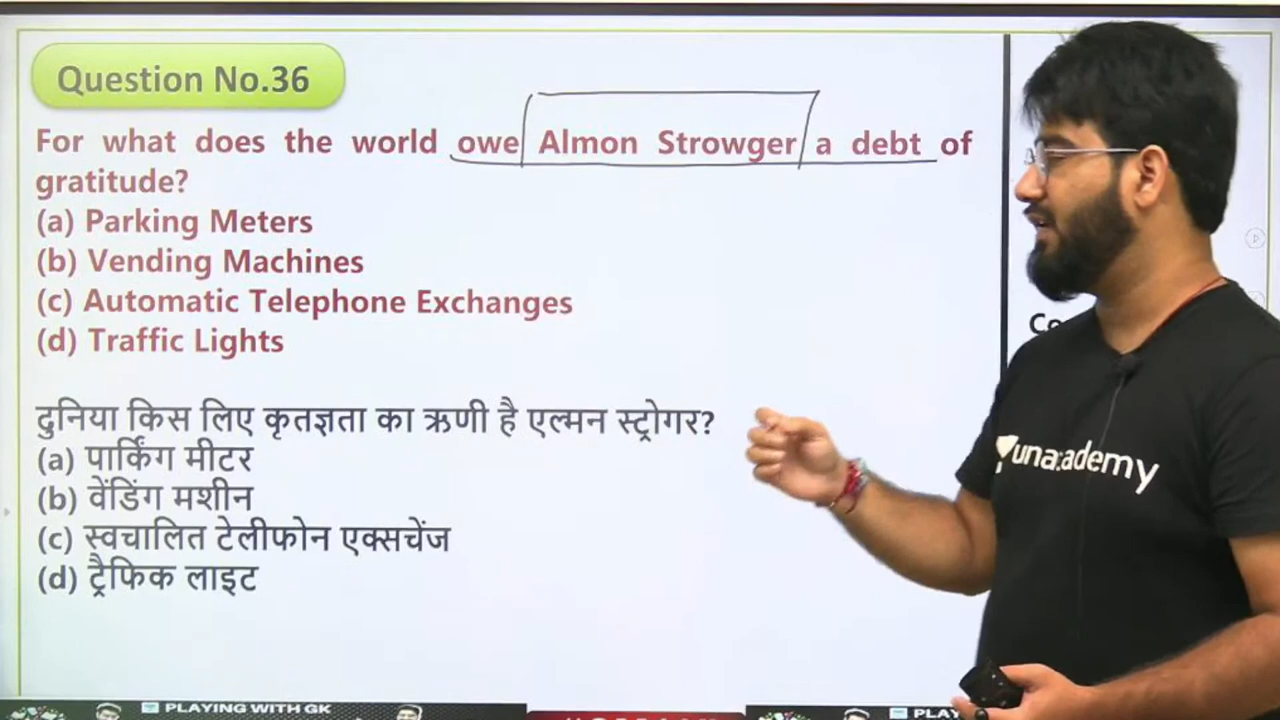 Question No.36
For what does the world owe Almon Strowger a debt of
gratitude?
(a) Parking Meters
(b) Vending Machines
(c) Automatic Telephone Exchanges
(d) Traffic Lights
दुनिया किस लिए कृतज्ञता का ऋणी है एल्मन स्ट्रोगर?
(a) पार्किंग मीटर
(b) वेंडिंग मशीन
(c) स्वचालित टेलीफोन एक्सचेंज
(d) ट्रैफिक लाइट
unacademy
PLAYING WITH GK